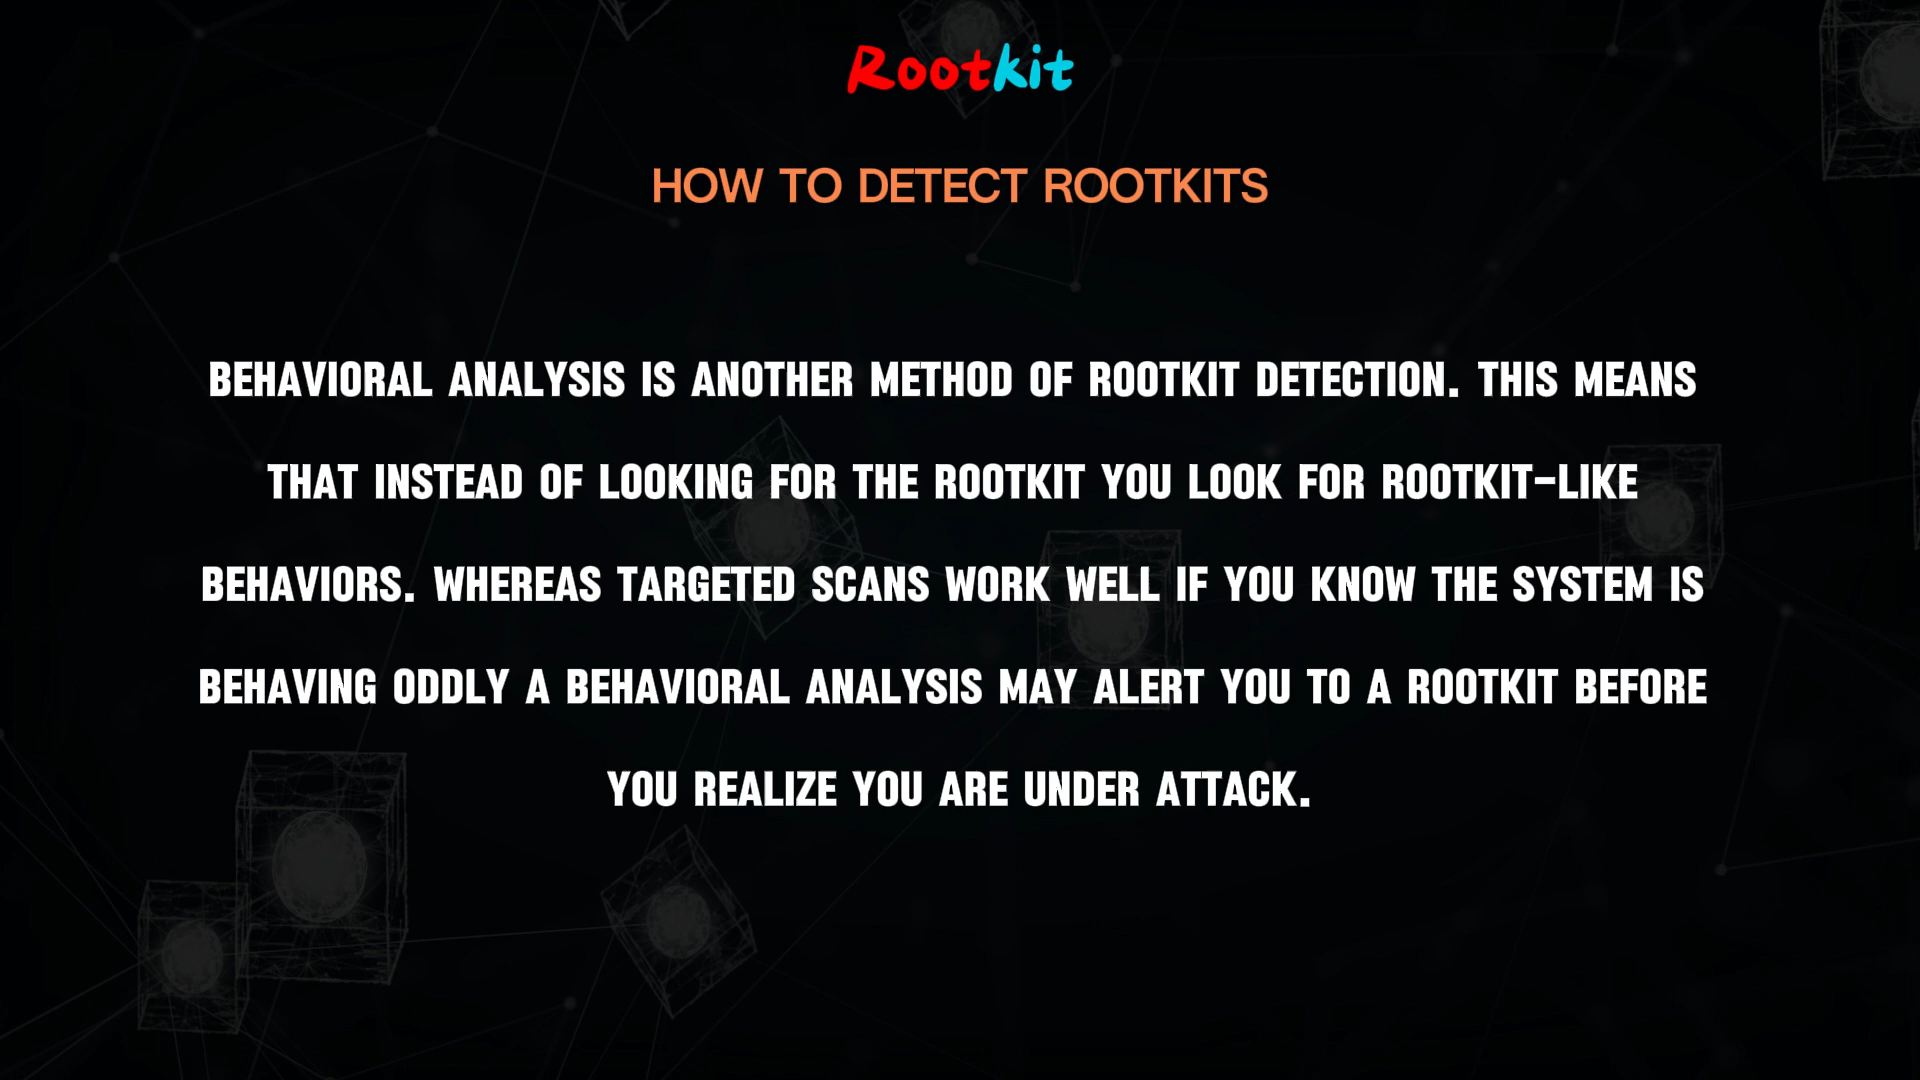 Rootkit
HOW TO DETECT ROOTKITS
BEHAVIORAL ANALYSIS IS ANOTHER METHOD OF ROOTKIT DETECTION. THIS MEANS
THAT INSTEAD OF LOOKING FOR THE ROOTKIT YOU LOOK FOR ROOTKIT-LIKE
BEHAVIORS. WHEREAS TARGETED SCANS WORK WELL IF YOU KNOW THE SYSTEM IS
BEHAVING ODDLY A BEHAVIORAL ANALYSIS MAY ALERT YOU TO A ROOTKIT BEFORE
YOU REALIZE YOU ARE UNDER ATTACK.